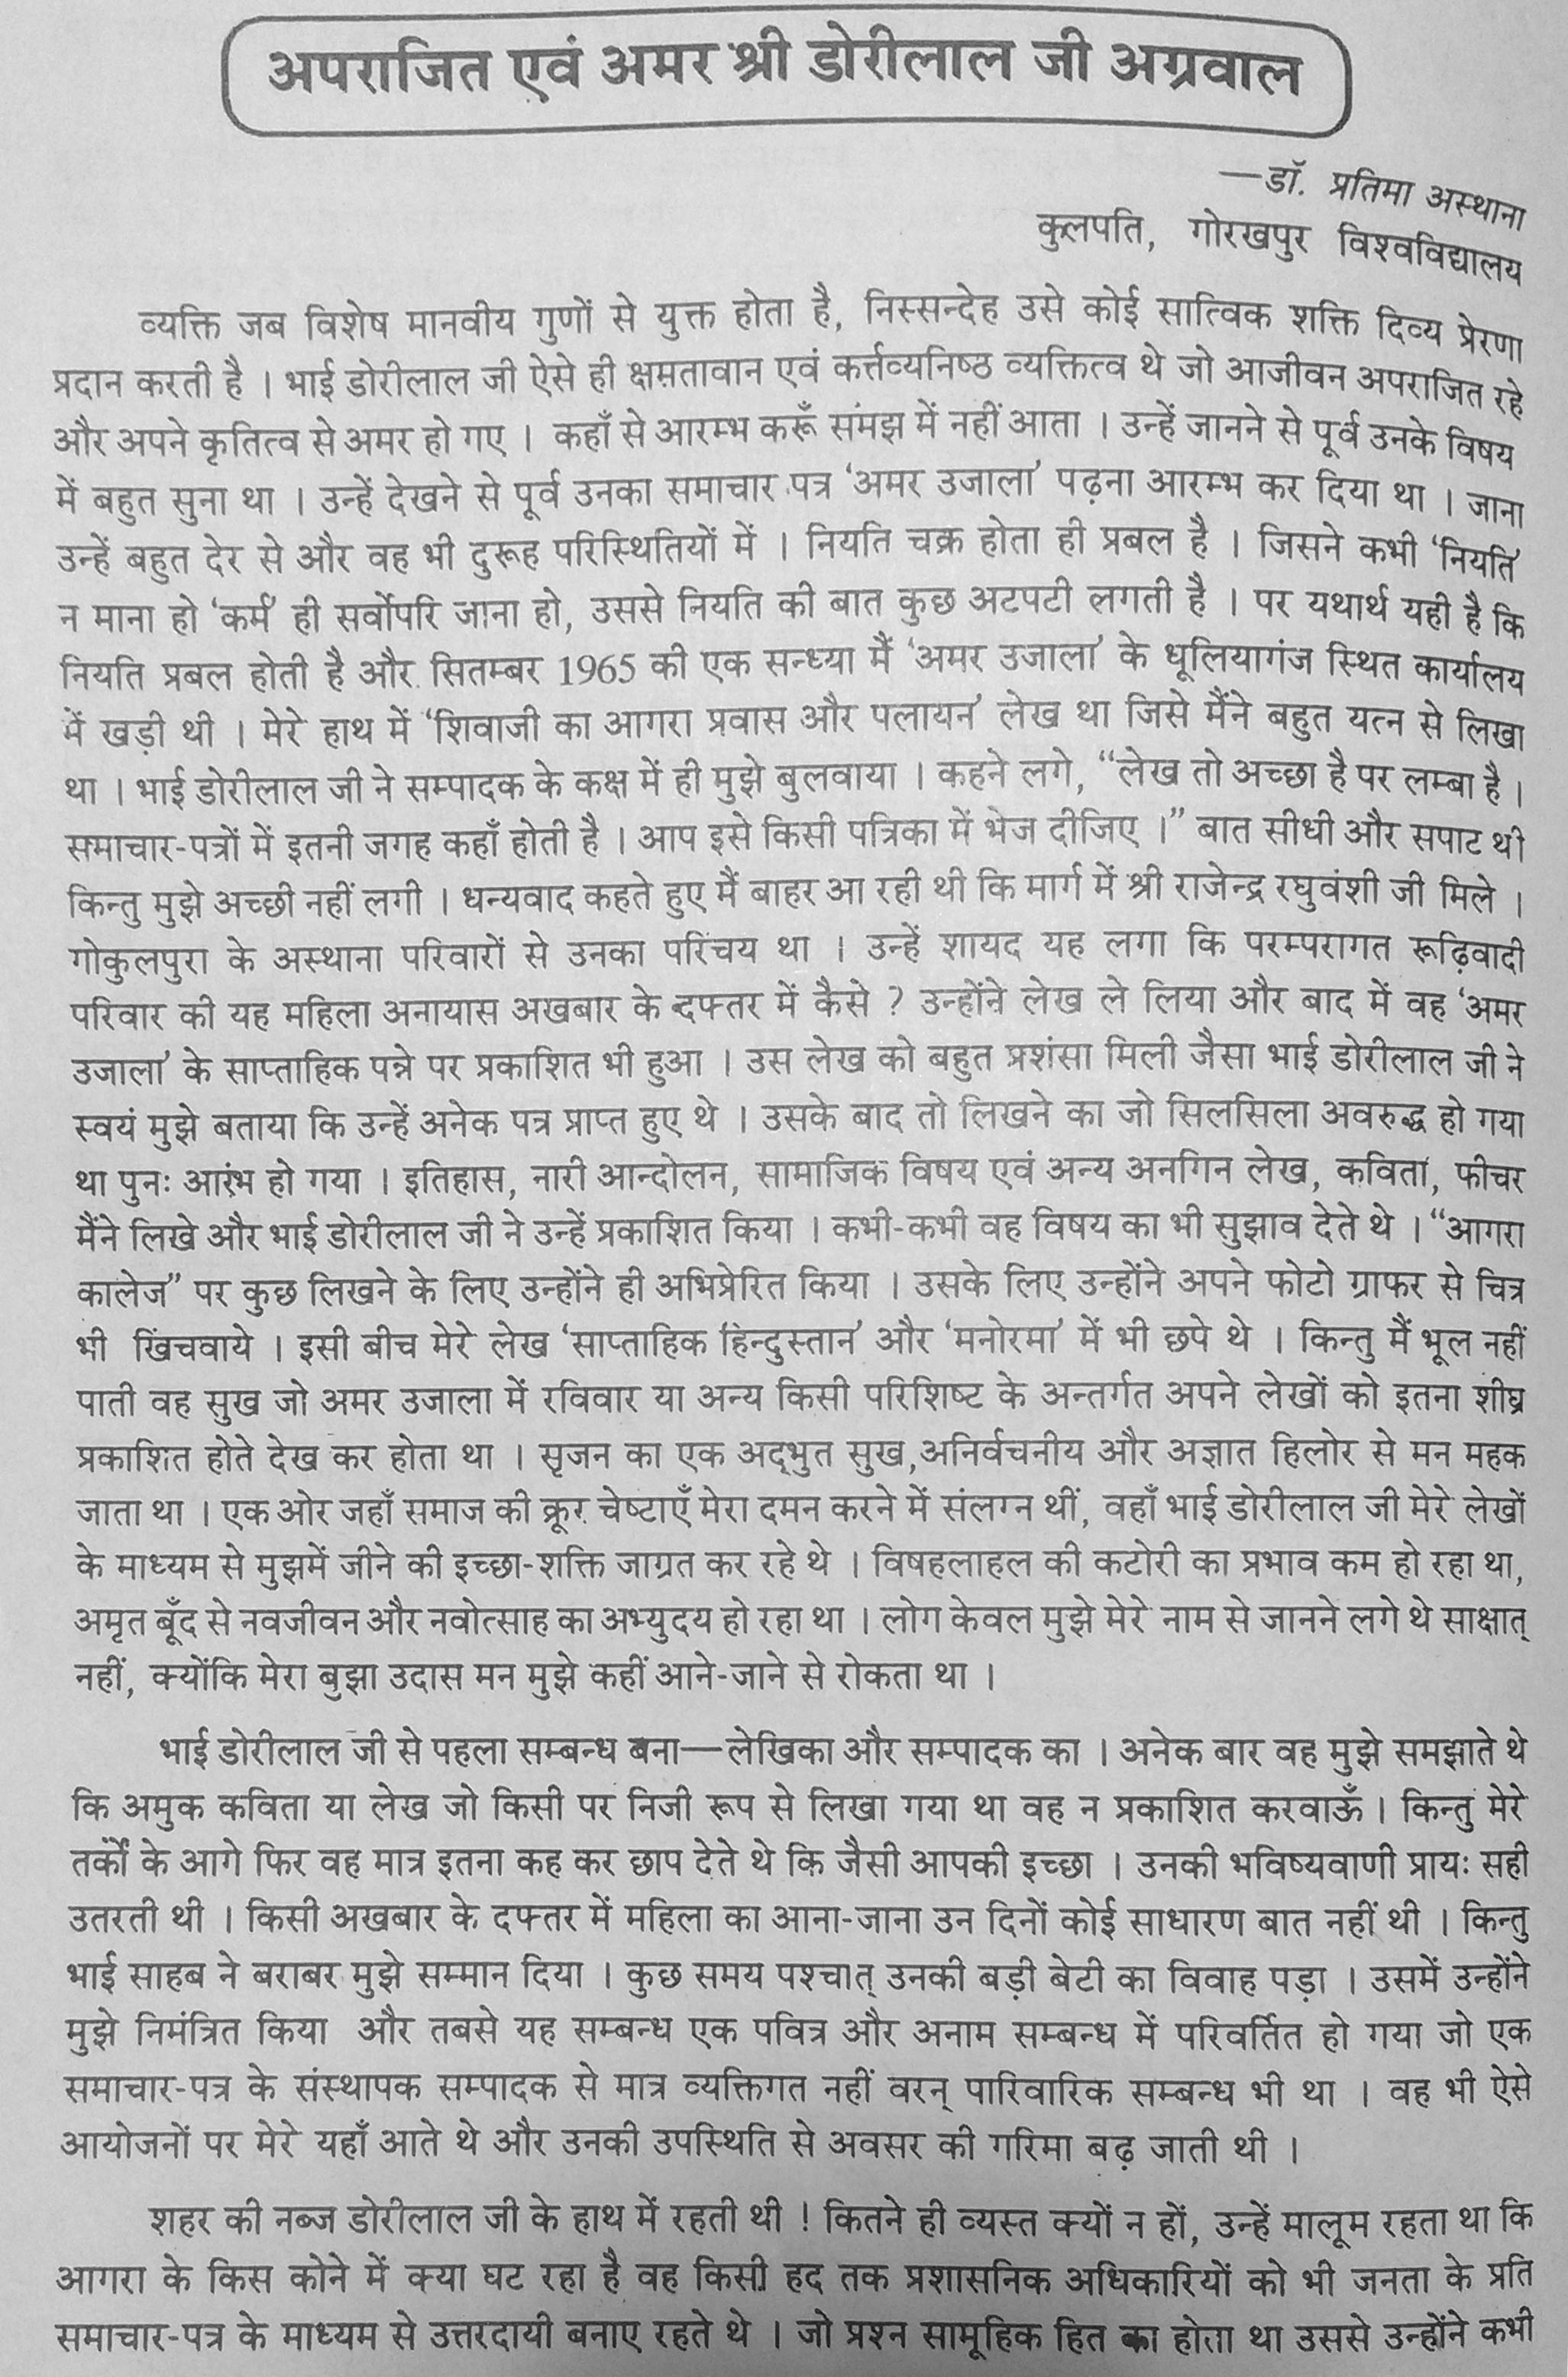 अपराजित एवं अमर श्री डोरीलाल जी अग्रवाल
—डॉ. प्रतिमा अस्थाना
कुलपति, गोरखपुर विश्वविद्यालय
व्यक्ति जब विशेष मानवीय गुणों से युक्त होता है, निस्सन्देह उसे कोई सात्विक शक्ति दिव्य प्रेरणा
प्रदान करती है । भाई डोरीलाल जी ऐसे ही क्षमतावान एवं कर्त्तव्यनिष्ठ व्यक्तित्व थे जो आजीवन अपराजित रहे
और अपने कृतित्व से अमर हो गए । कहाँ से आरम्भ करूँ संमझ में नहीं आता । उन्हें जानने से पूर्व उनके विषय
में बहुत सुना था । उन्हें देखने से पूर्व उनका समाचार पत्र ‘अमर उजाला’ पढ़ना आरम्भ कर दिया था । जाना
उन्हें बहुत देर से और वह भी दुरूह परिस्थितियों में । नियति चक्र होता ही प्रबल है । जिसने कभी ‘नियति’
न माना हो ‘कर्म’ ही सर्वोपरि जाना हो, उससे नियति की बात कुछ अटपटी लगती है । पर यथार्थ यही है कि
नियति प्रबल होती है और सितम्बर 1965 की एक सन्ध्या मैं ‘अमर उजाला’ के धूलियागंज स्थित कार्यालय
में खड़ी थी । मेरे हाथ में ‘शिवाजी का आगरा प्रवास और पलायन’ लेख था जिसे मैंने बहुत यत्न से लिखा
था । भाई डोरीलाल जी ने सम्पादक के कक्ष में ही मुझे बुलवाया । कहने लगे, “लेख तो अच्छा है पर लम्बा है ।
समाचार-पत्रों में इतनी जगह कहाँ होती है । आप इसे किसी पत्रिका में भेज दीजिए ।” बात सीधी और सपाट थी
किन्तु मुझे अच्छी नहीं लगी । धन्यवाद कहते हुए मैं बाहर आ रही थी कि मार्ग में श्री राजेन्द्र रघुवंशी जी मिले ।
गोकुलपुरा के अस्थाना परिवारों से उनका परिचय था । उन्हें शायद यह लगा कि परम्परागत रूढ़िवादी
परिवार की यह महिला अनायास अखबार के दफ्तर में कैसे ? उन्होंने लेख ले लिया और बाद में वह ‘अमर
उजाला’ के साप्ताहिक पन्ने पर प्रकाशित भी हुआ । उस लेख को बहुत प्रशंसा मिली जैसा भाई डोरीलाल जी ने
स्वयं मुझे बताया कि उन्हें अनेक पत्र प्राप्त हुए थे । उसके बाद तो लिखने का जो सिलसिला अवरुद्ध हो गया
था पुनः आरंभ हो गया । इतिहास, नारी आन्दोलन, सामाजिक विषय एवं अन्य अनगिन लेख, कविता, फीचर
मैंने लिखे और भाई डोरीलाल जी ने उन्हें प्रकाशित किया । कभी-कभी वह विषय का भी सुझाव देते थे । “आगरा
कालेज” पर कुछ लिखने के लिए उन्होंने ही अभिप्रेरित किया । उसके लिए उन्होंने अपने फोटो ग्राफर से चित्र
भी खिंचवाये । इसी बीच मेरे लेख ‘साप्ताहिक हिन्दुस्तान’ और ‘मनोरमा’ में भी छपे थे । किन्तु मैं भूल नहीं
पाती वह सुख जो अमर उजाला में रविवार या अन्य किसी परिशिष्ट के अन्तर्गत अपने लेखों को इतना शीघ्र
प्रकाशित होते देख कर होता था । सृजन का एक अद्‌भुत सुख,अनिर्वचनीय और अज्ञात हिलोर से मन महक
जाता था । एक ओर जहाँ समाज की क्रूर चेष्टाएँ मेरा दमन करने में संलग्न थीं, वहाँ भाई डोरीलाल जी मेरे लेखों
के माध्यम से मुझमें जीने की इच्छा-शक्ति जाग्रत कर रहे थे । विषहलाहल की कटोरी का प्रभाव कम हो रहा था,
अमृत बूँद से नवजीवन और नवोत्साह का अभ्युदय हो रहा था । लोग केवल मुझे मेरे नाम से जानने लगे थे साक्षात्
नहीं, क्योंकि मेरा बुझा उदास मन मुझे कहीं आने-जाने से रोकता था ।
भाई डोरीलाल जी से पहला सम्बन्ध बना—लेखिका और सम्पादक का । अनेक बार वह मुझे समझाते थे
कि अमुक कविता या लेख जो किसी पर निजी रूप से लिखा गया था वह न प्रकाशित करवाऊँ । किन्तु मेरे
तर्कों के आगे फिर वह मात्र इतना कह कर छाप देते थे कि जैसी आपकी इच्छा । उनकी भविष्यवाणी प्रायः सही
उतरती थी । किसी अखबार के दफ्तर में महिला का आना-जाना उन दिनों कोई साधारण बात नहीं थी । किन्तु
भाई साहब ने बराबर मुझे सम्मान दिया । कुछ समय पश्चात् उनकी बड़ी बेटी का विवाह पड़ा । उसमें उन्होंने
मुझे निमंत्रित किया और तबसे यह सम्बन्ध एक पवित्र और अनाम सम्बन्ध में परिवर्तित हो गया जो एक
समाचार-पत्र के संस्थापक सम्पादक से मात्र व्यक्तिगत नहीं वरन् पारिवारिक सम्बन्ध भी था । वह भी ऐसे
आयोजनों पर मेरे यहाँ आते थे और उनकी उपस्थिति से अवसर की गरिमा बढ़ जाती थी ।
शहर की नब्ज डोरीलाल जी के हाथ में रहती थी ! कितने ही व्यस्त क्यों न हों, उन्हें मालूम रहता था कि
आगरा के किस कोने में क्या घट रहा है वह किसी हद तक प्रशासनिक अधिकारियों को भी जनता के प्रति
समाचार-पत्र के माध्यम से उत्तरदायी बनाए रहते थे । जो प्रश्न सामूहिक हित का होता था उससे उन्होंने कभी